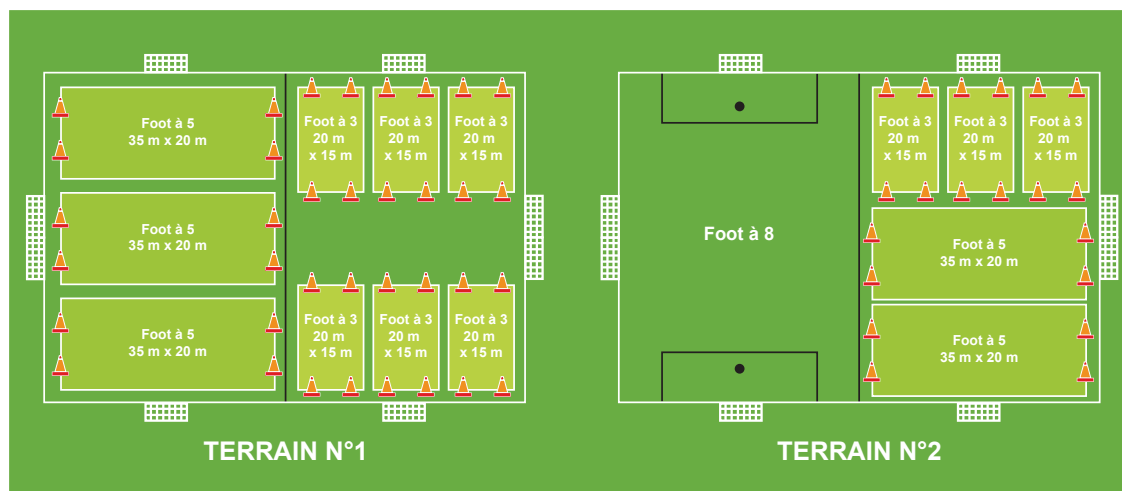 Foot à 5
35 m x 20 m
Foot à 5
35 m x 20 m
Foot à 5
35 m x 20 m
Foot à 3
20 m
x 15 m
Foot à 3
20 m
x 15 m
Foot à 3
20 m
x 15 m
Foot à 3
20 m
x 15 m
Foot à 3
20 m
x 15 m
Foot à 3
20 m
x 15 m
TERRAIN N°1
Foot à 8
Foot à 3
20 m
x 15 m
Foot à 3
20 m
x 15 m
Foot à 3
20 m
x 15 m
Foot à 5
35 m x 20 m
Foot à 5
35 m x 20 m
TERRAIN N°2